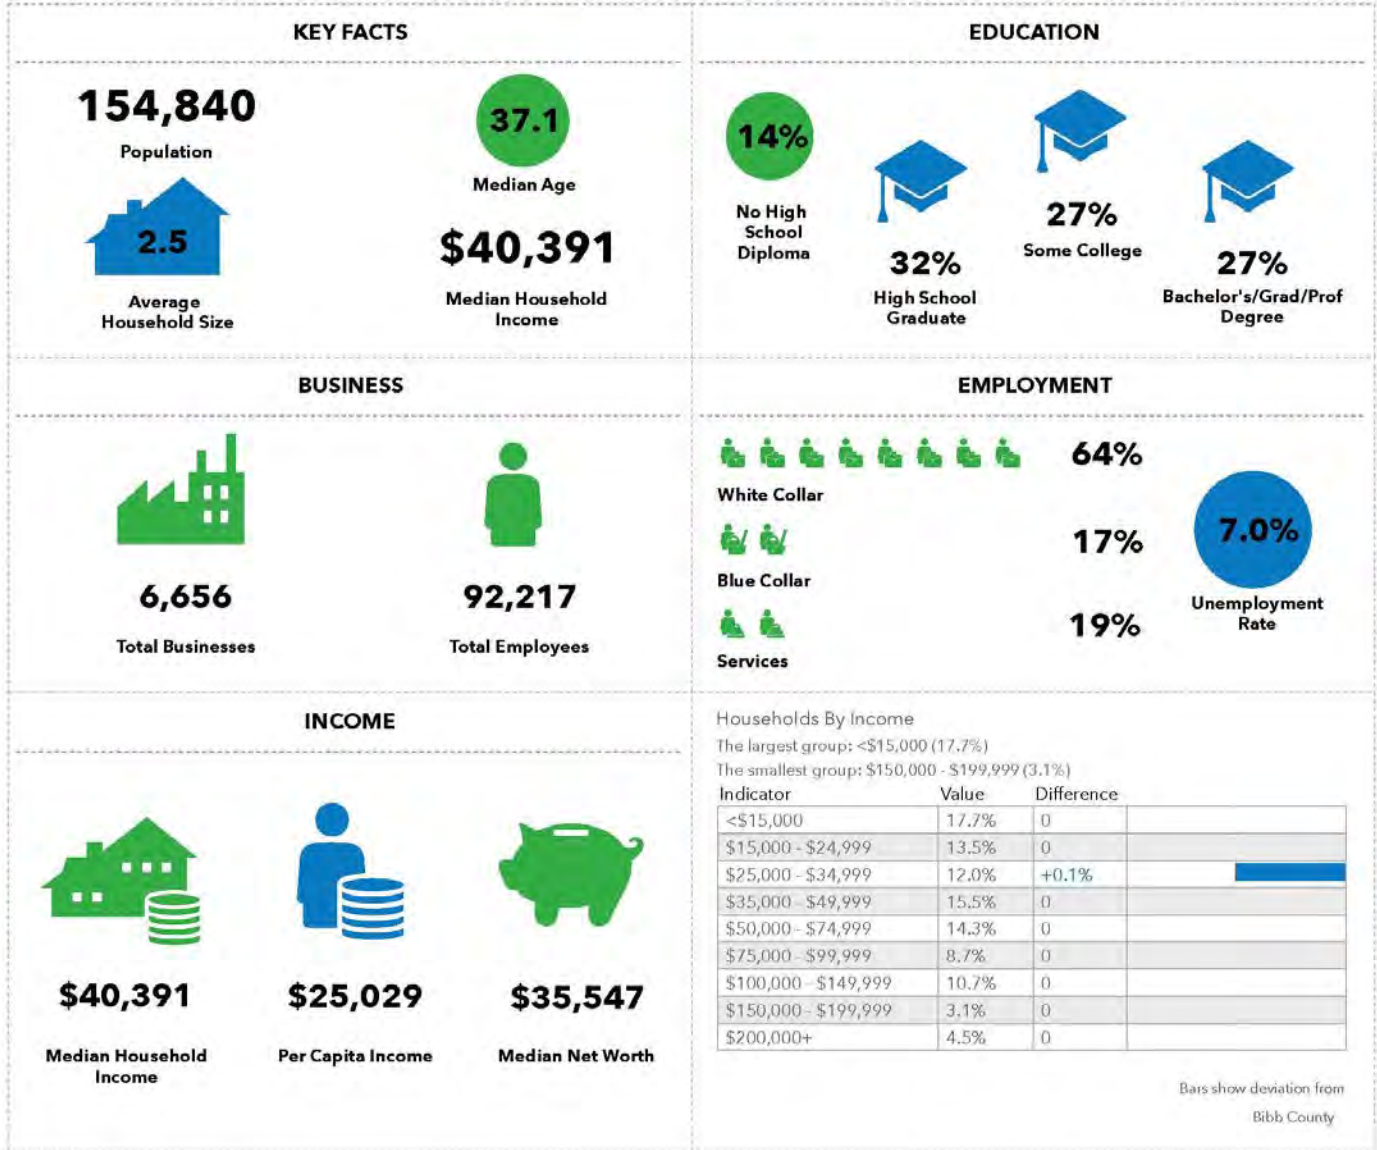 KEY FACTS
154,840
Population
37.1
Median Age
2.5
Average
Household Size
$40,391
Median Household
Income
EDUCATION
14%
No High
School
Diploma
32%
High School
Graduate
27%
Some College
27%
Bachelor's/Grad/Prof
Degree
BUSINESS
6,656
Total Businesses
92,217
Total Employees
EMPLOYMENT
64%
White Collar
17%
Blue Collar
19%
Services
7.0%
Unemployment
Rate
INCOME
$40,391
Median Household
Income
$25,029
Per Capita Income
$35,547
Median Net Worth
Households By Income
The largest group: <$15,000 (17.7%)
The smallest group: $150,000 - $199,999 (3.1%)
Indicator Value Difference
<$15,000 17.7% 0
$15,000 - $24,999 13.5% 0
$25,000 - $34,999 12.0% +0.1%
$35,000 - $49,999 15.5% 0
$50,000 - $74,999 14.3% 0
$75,000 - $99,999 8.7% 0
$100,000 - $149,999 10.7% 0
$150,000 - $199,999 3.1% 0
$200,000+ 4.5% 0
Bars show deviation from
Bibb County